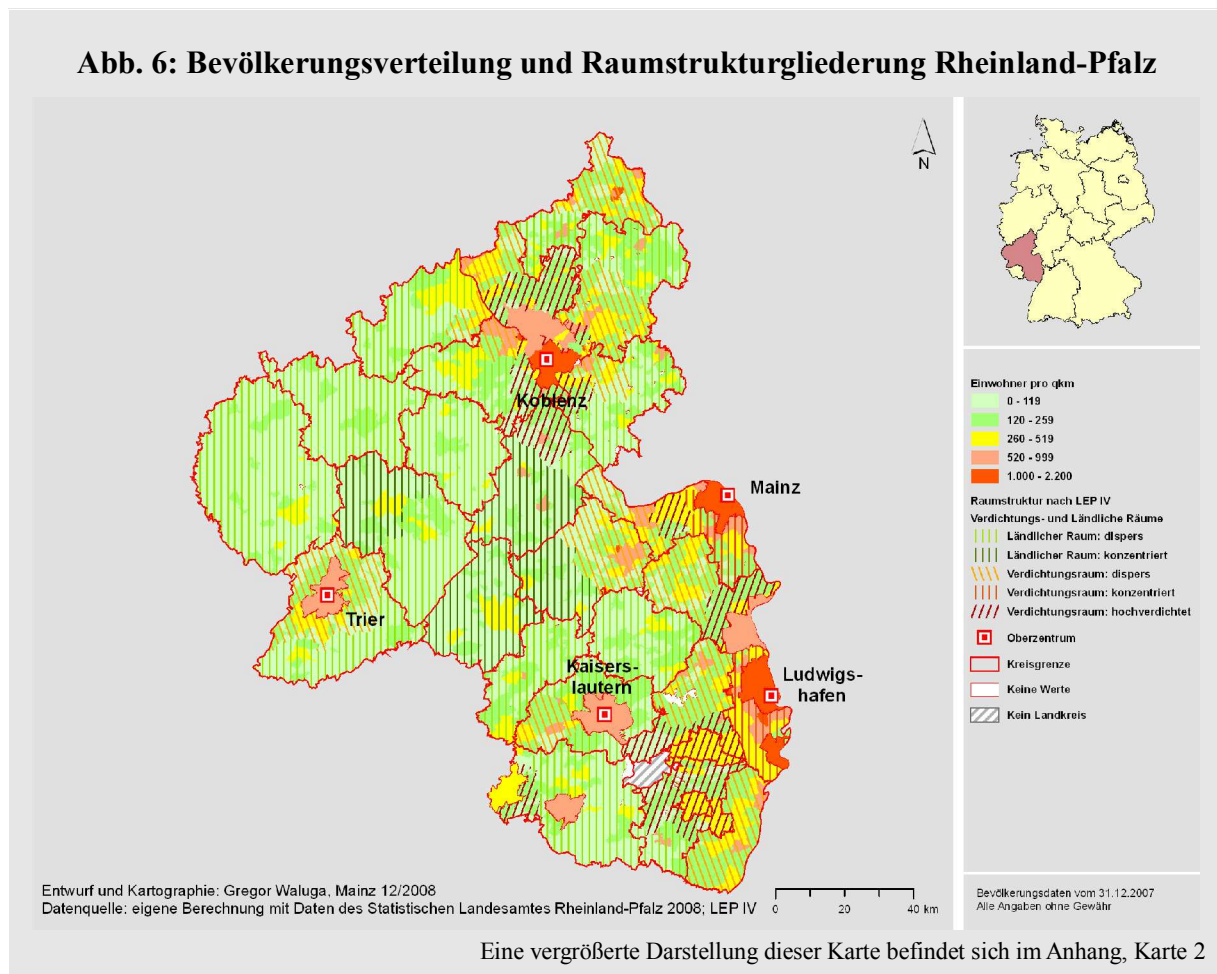 Abb. 6: Bevölkerungsverteilung und Raumstrukturgliederung Rheinland-Pfalz
N
Koblenz
Mainz
Trier
Kaisers-
lautern
Ludwigs-
hafen
Einwohner pro qkm
0 - 119
120 - 259
260 - 519
520 - 999
1.000 - 2.200
Raumstruktur nach LEP IV
Verdichtungs- und Ländliche Räume
Ländlicher Raum: dispers
Ländlicher Raum: konzentriert
Verdichtungsraum: dispers
Verdichtungsraum: konzentriert
Verdichtungsraum: hochverdichtet
Oberzentrum
Kreisgrenze
Keine Werte
Kein Landkreis
Entwurf und Kartographie: Gregor Waluga, Mainz 12/2008
Datenquelle: eigene Berechnung mit Daten des Statistischen Landesamtes Rheinland-Pfalz 2008; LEP IV
0 20 40 km
Bevölkerungsdaten vom 31.12.2007
Alle Angaben ohne Gewähr
Eine vergrößerte Darstellung dieser Karte befindet sich im Anhang, Karte 2